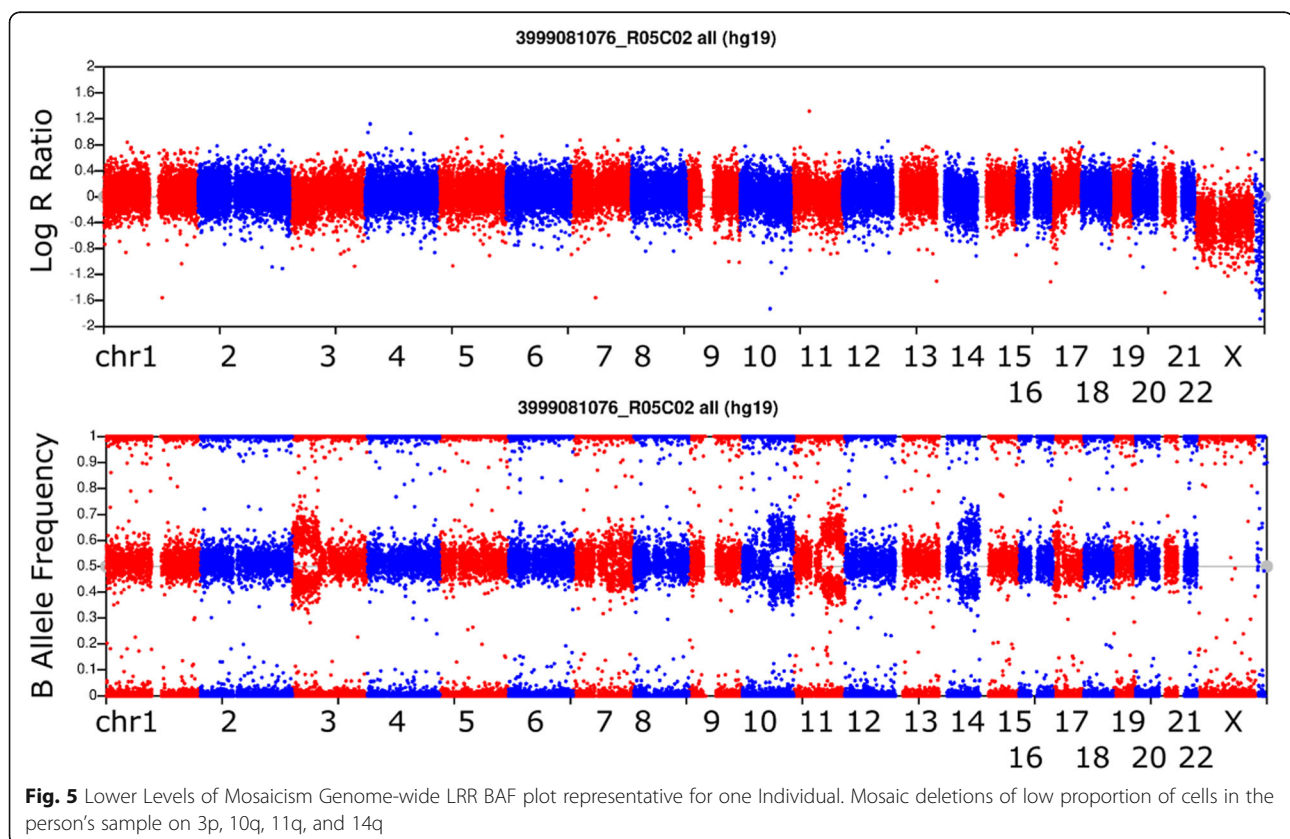 3999081076_R05C02 all (hg19)
Log R Ratio
2
1.6
1.2
0.8
0.4
0
-0.4
-0.8
-1.2
-1.6
-2
chr1 2 3 4 5 6 7 8 9 10 11 12 13 14 15 17 19 21 X
16 18 20 22
3999081076_R05C02 all (hg19)
B Allele Frequency
1
0.9
0.8
0.7
0.6
0.5
0.4
0.3
0.2
0.1
0
chr1 2 3 4 5 6 7 8 9 10 11 12 13 14 15 17 19 21 X
16 18 20 22
Fig. 5 Lower Levels of Mosaicism Genome-wide LRR BAF plot representative for one Individual. Mosaic deletions of low proportion of cells in the
person's sample on 3p, 10q, 11q, and 14q